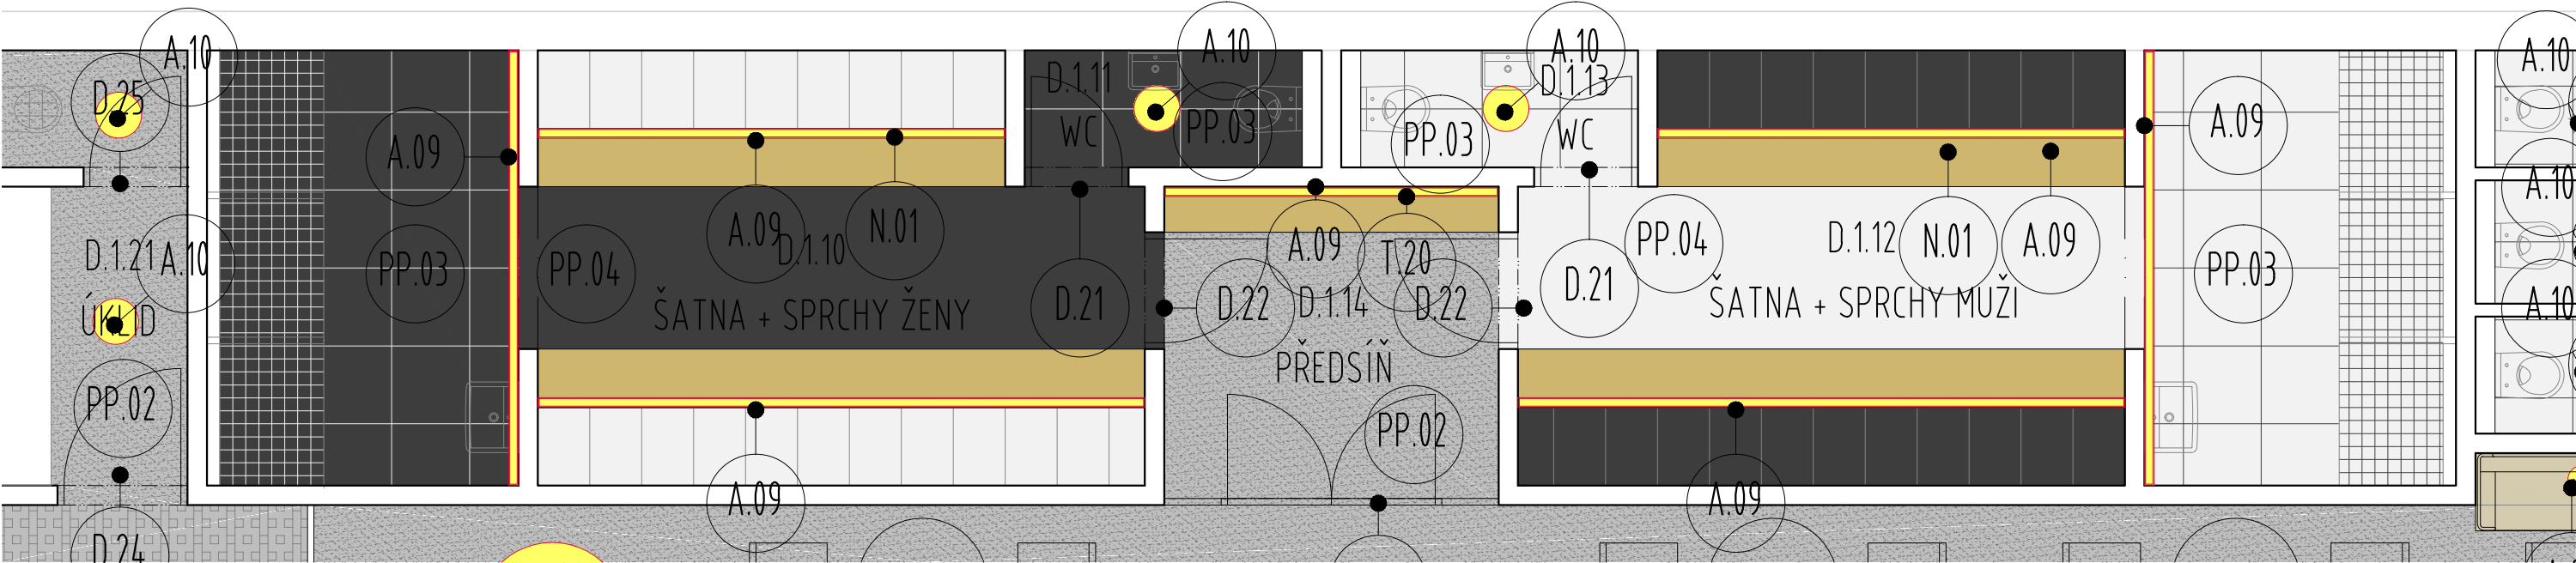 A.10
D.25
D.1.21
A.10
ÚKLID
PP.02
D.24
A.09
PP.03
PP.04
A.09
D.1.10
N.01
ŠATNA + SPRCHY ŽENY
A.09
D.1.11
WC
A.10
PP.03
D.21
D.22
A.09
T.20
D.1.14
D.22
PŘEDSÍŇ
PP.02
A.10
D.1.13
PP.03
WC
D.21
PP.04
D.1.12
N.01
A.09
ŠATNA + SPRCHY MUŽI
A.09
A.09
PP.03
A.10
A.10
A.10